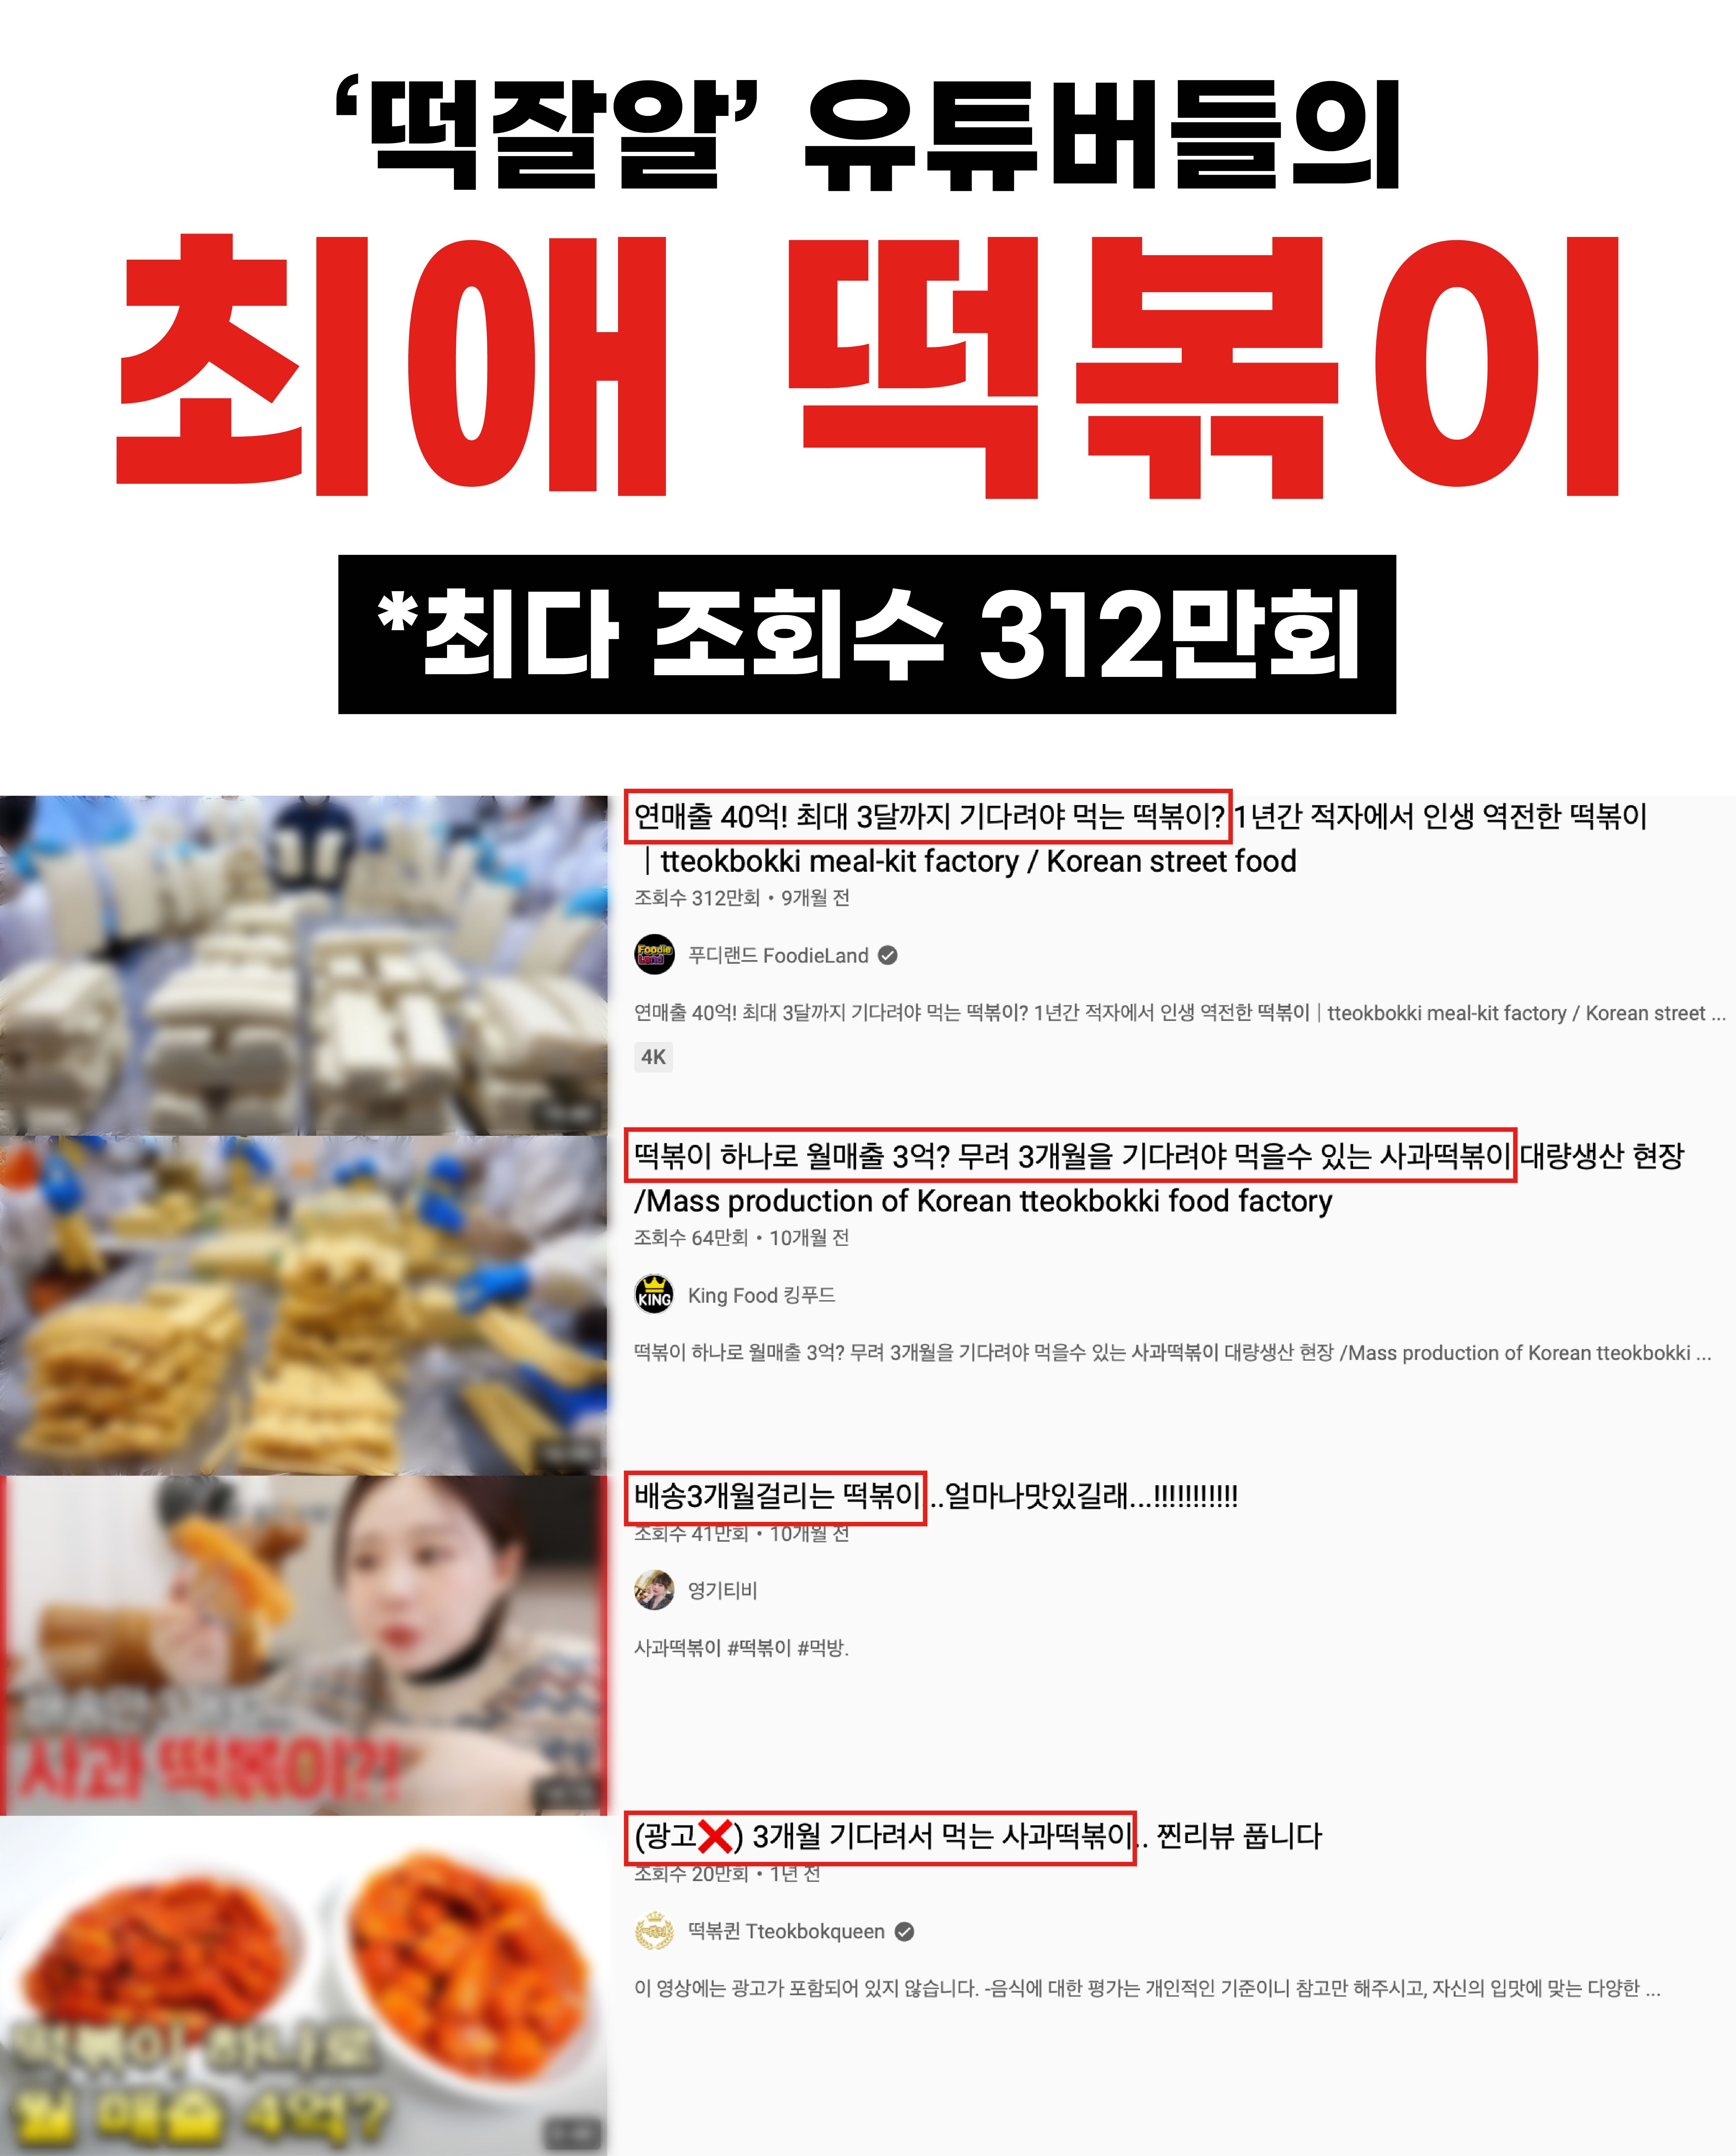 ‘떡잘알’ 유튜버들의
최애 떡볶이
*최다 조회수 312만회
연매출 40억! 최대 3달까지 기다려야 먹는 떡볶이? 1년간 적자에서 인생 역전한 떡볶이
｜tteokbokki meal-kit factory / Korean street food
조회수 312만회 • 9개월 전
Foodie Land
푸디랜드 FoodieLand
연매출 40억! 최대 3달까지 기다려야 먹는 떡볶이? 1년간 적자에서 인생 역전한 떡볶이｜tteokbokki meal-kit factory / Korean street ...
4K
떡볶이 하나로 월매출 3억? 무려 3개월을 기다려야 먹을수 있는 사과떡볶이 대량생산 현장
/Mass production of Korean tteokbokki food factory
조회수 64만회 • 10개월 전
KING
King Food 킹푸드
떡볶이 하나로 월매출 3억? 무려 3개월을 기다려야 먹을수 있는 사과떡볶이 대량생산 현장 /Mass production of Korean tteokbokki ...
배송3개월걸리는 떡볶이..얼마나맛있길래...!!!!!!!!!!!
조회수 41만회 • 10개월 전
영기티비
사과떡볶이 #떡볶이 #먹방.
사과 떡볶이?!
(광고❌) 3개월 기다려서 먹는 사과떡볶이.. 찐리뷰 풉니다
조회수 20만회 • 1년 전
떡볶퀸 Tteokbokqueen
이 영상에는 광고가 포함되어 있지 않습니다. -음식에 대한 평가는 개인적인 기준이니 참고만 해주시고, 자신의 입맛에 맞는 다양한 ...
떡볶이 하나로
월 매출 4억?